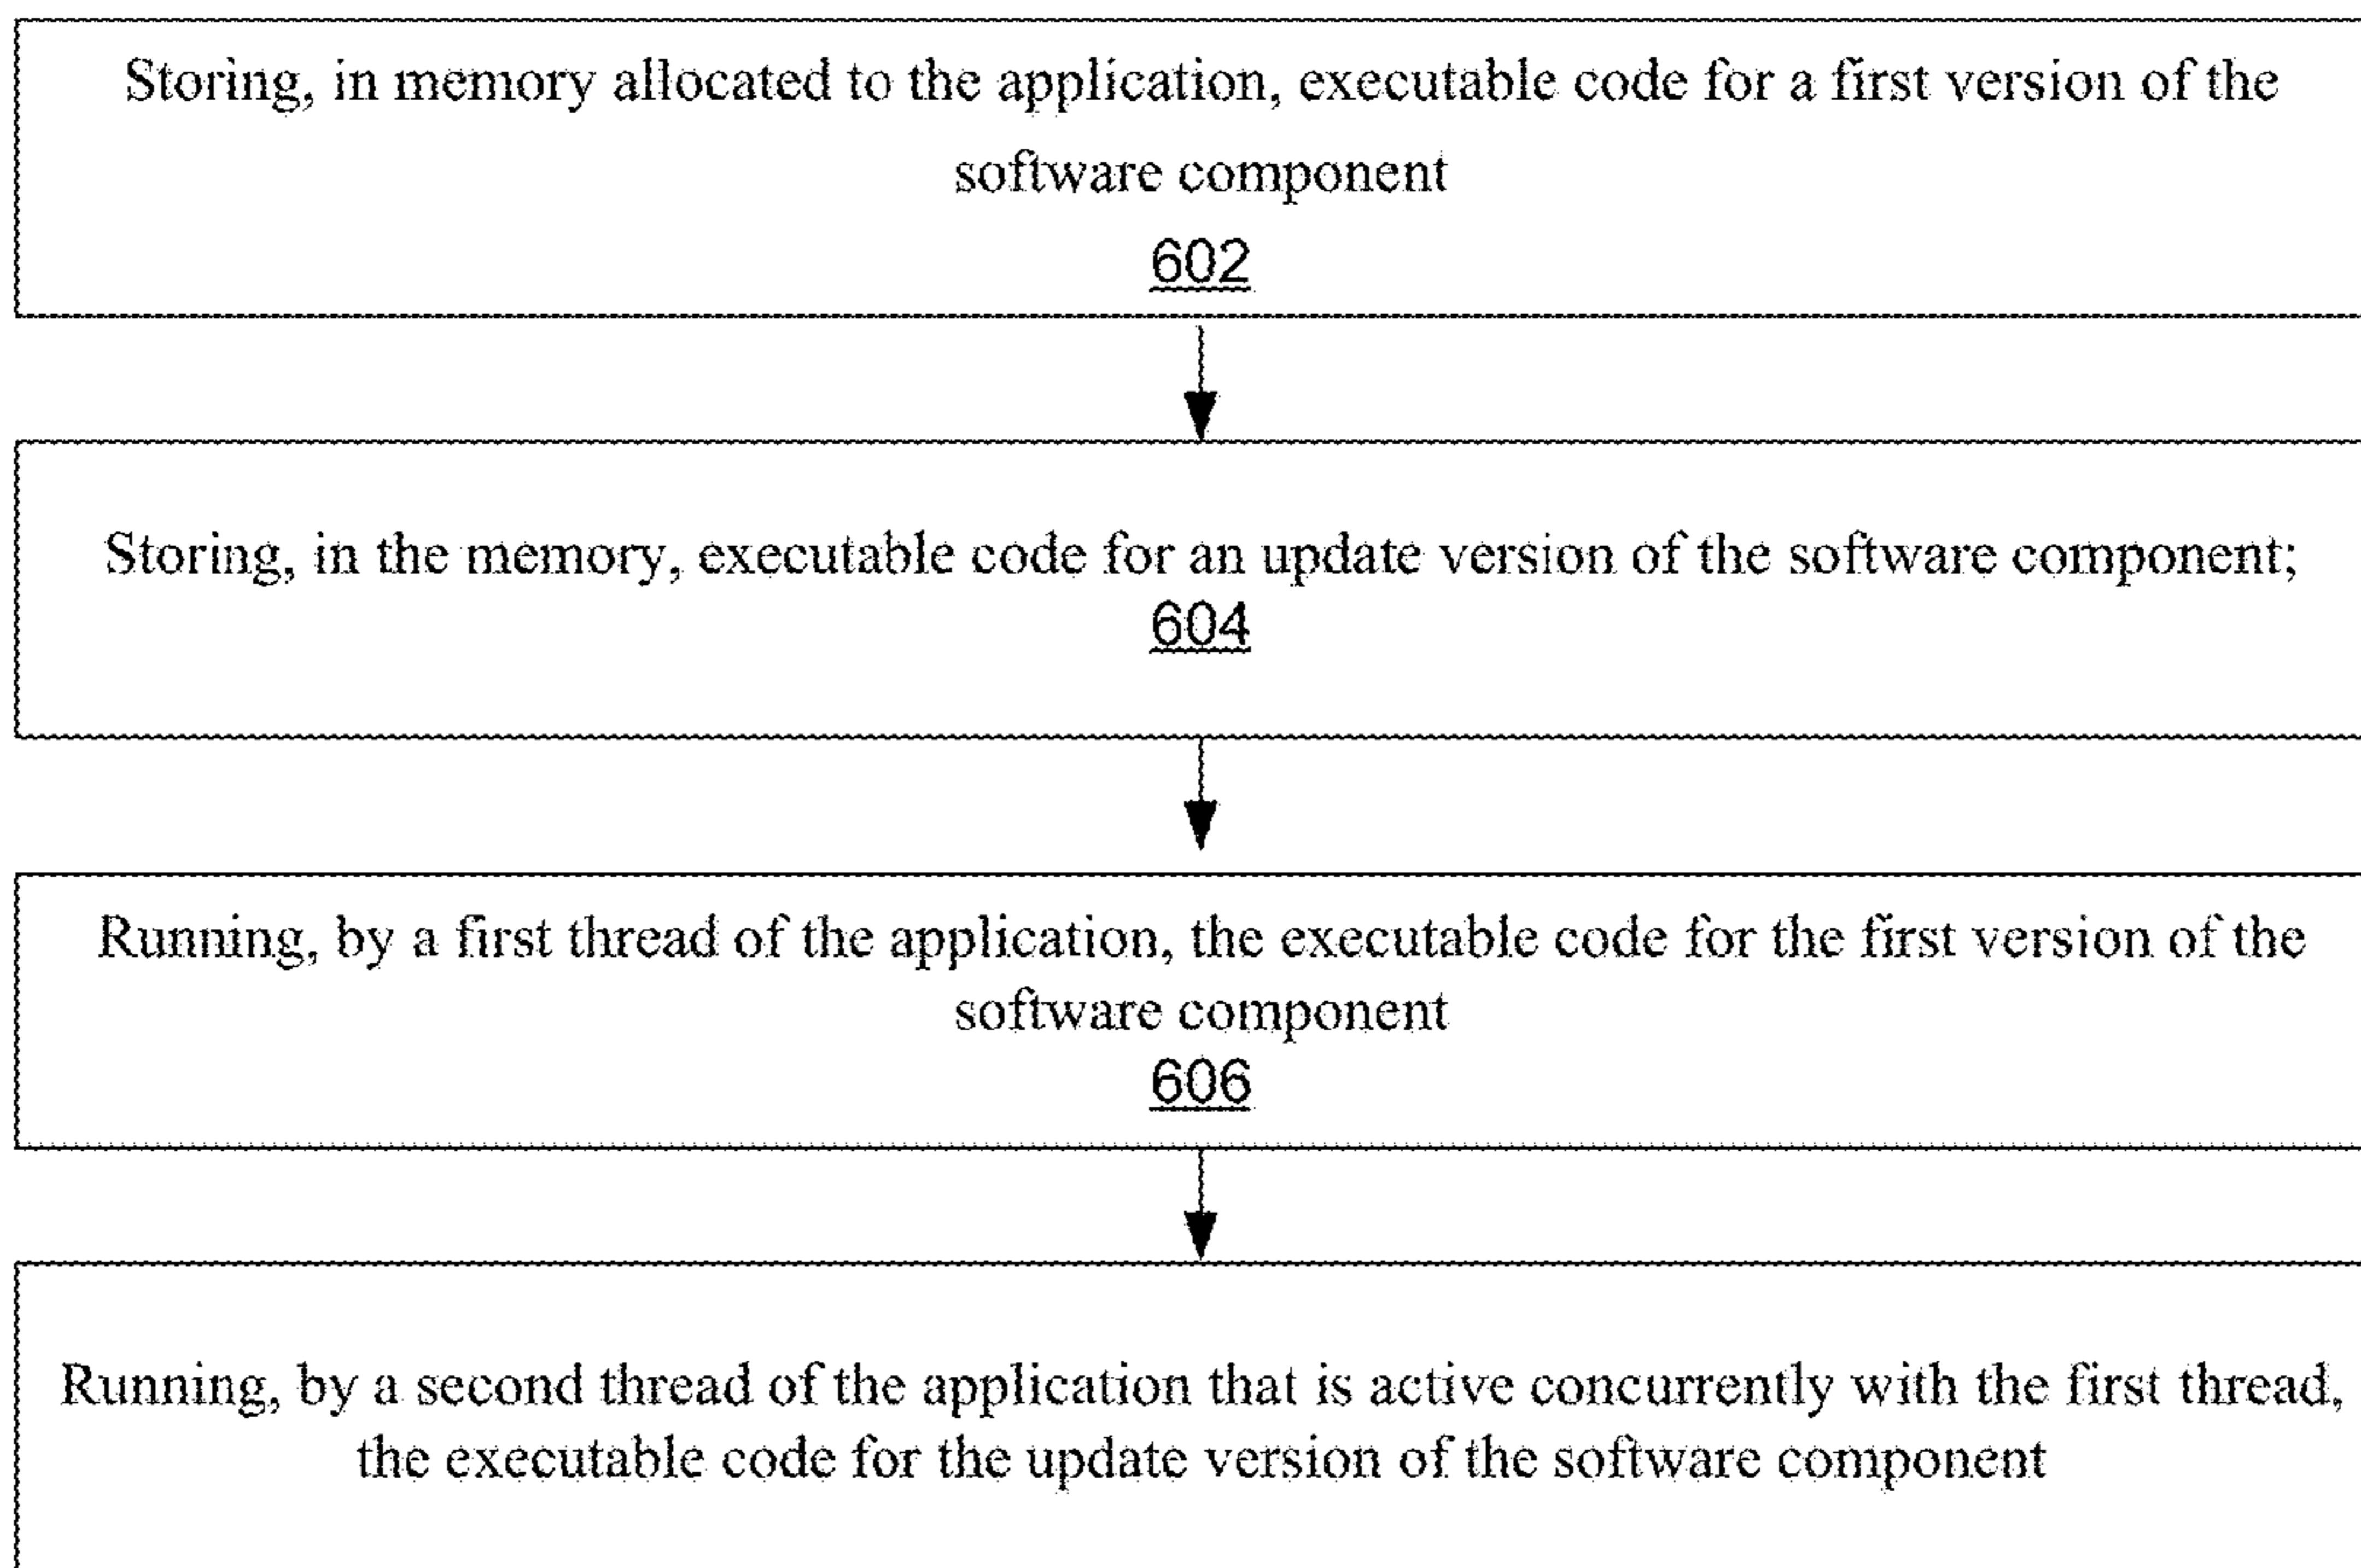 Storing, in memory allocated to the application, executable code for a first version of the
software component
602
Storing, in the memory, executable code for an update version of the software component;
604
Running, by a first thread of the application, the executable code for the first version of the
software component
606
Running, by a second thread of the application that is active concurrently with the first thread,
the executable code for the update version of the software component